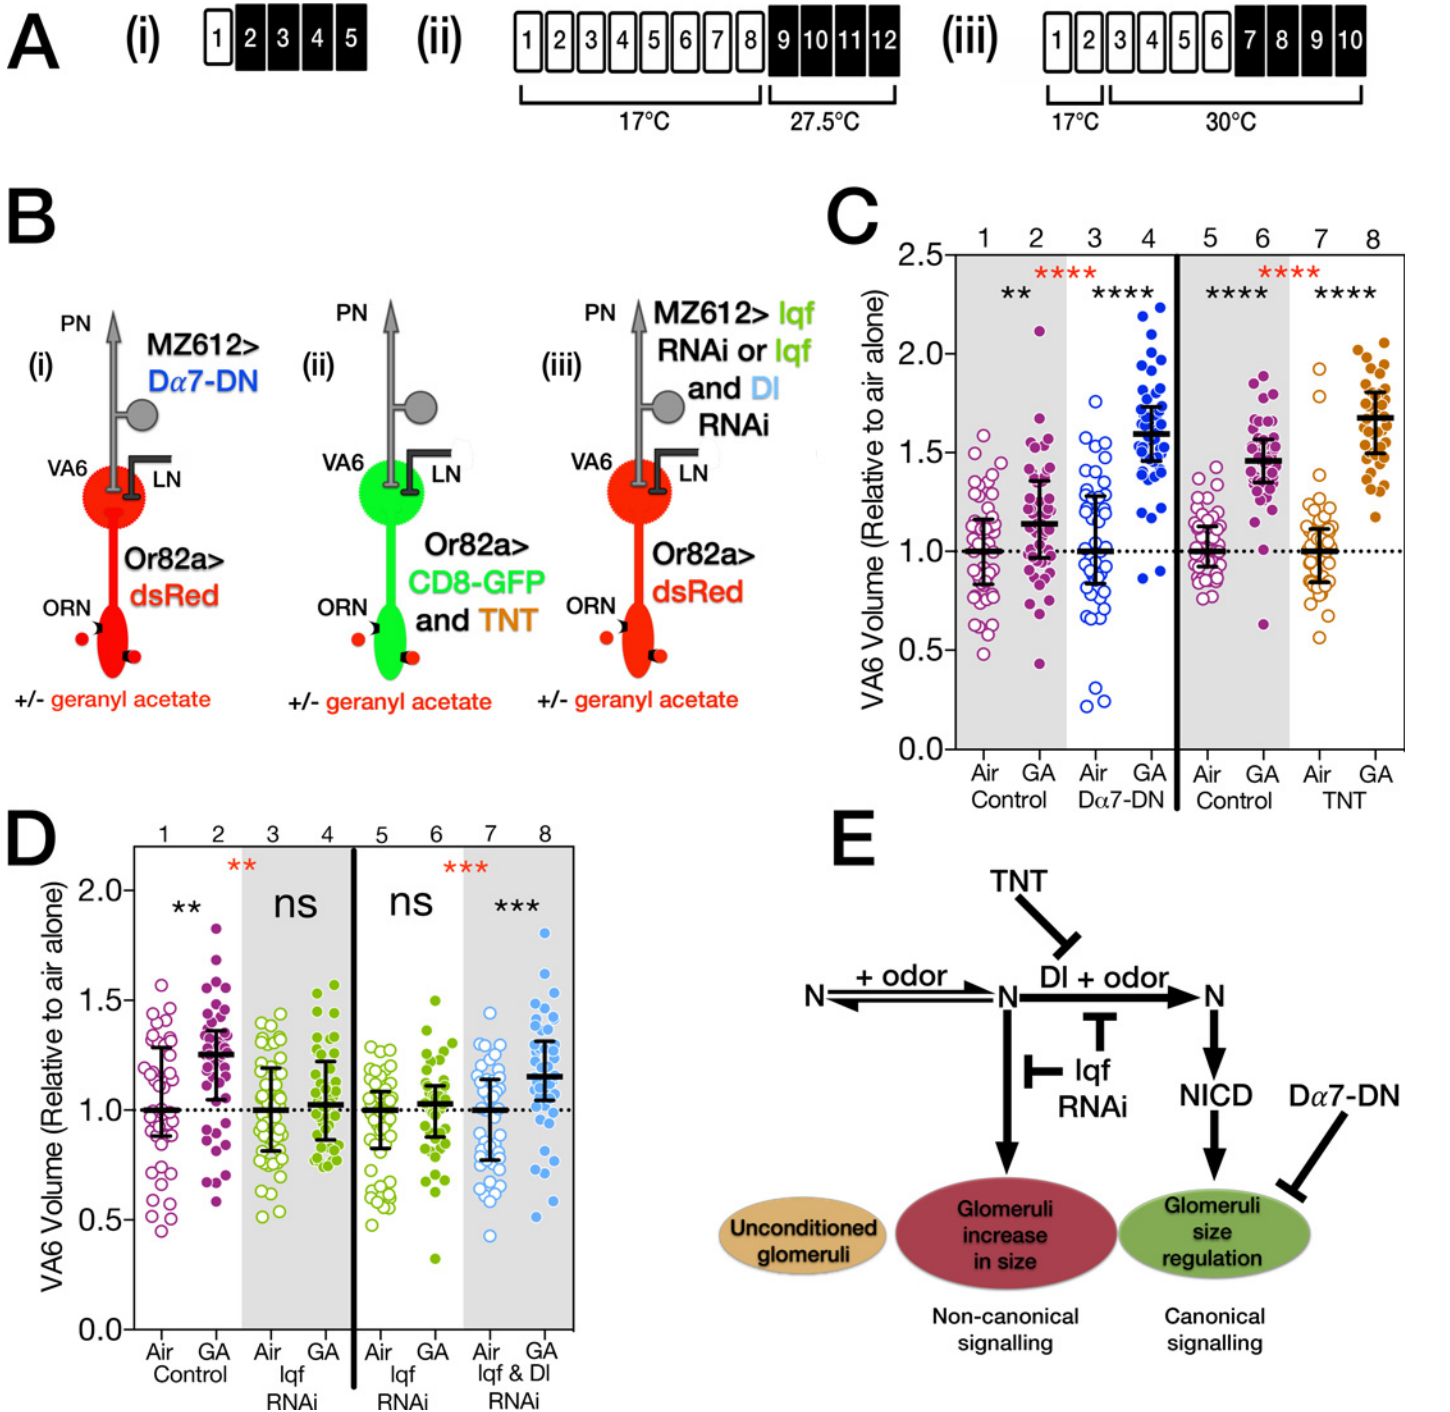 A
(i)
1 2 3 4 5
(ii)
1 2 3 4 5 6 7 8 9 10 11 12
17°C
27.5°C
(iii)
1 2 3 4 5 6 7 8 9 10
17°C
30°C
B
(i)
PN
MZ612>
Dα7-DN
VA6
LN
Or82a>
dsRed
ORN
+/- geranyl acetate
(ii)
PN
VA6
LN
Or82a>
CD8-GFP
and TNT
ORN
+/- geranyl acetate
(iii)
PN
MZ612> lqf
RNAi or lqf
and Dl
RNAi
VA6
LN
Or82a>
dsRed
ORN
+/- geranyl acetate
C
1 2 3 4 5 6 7 8
**** ****
** **** **** ****
VA6 Volume (Relative to air alone)
2.5
2.0
1.5
1.0
0.5
0.0
Air GA Air GA Air GA Air GA
Control Dα7-DN Control TNT
D
1 2 3 4 5 6 7 8
** ***
** ns ns ***
VA6 Volume (Relative to air alone)
2.0
1.5
1.0
0.5
0.0
Air GA Air GA Air GA Air GA
Control lqf lqf lqf & Dl
RNAi RNAi RNAi
E
TNT
+ odor
Dl + odor
N N N
lqf
RNAi
NICD
Dα7-DN
Unconditioned
glomeruli
Glomeruli
increase
in size
Glomeruli
size
regulation
Non-canonical
signalling
Canonical
signalling